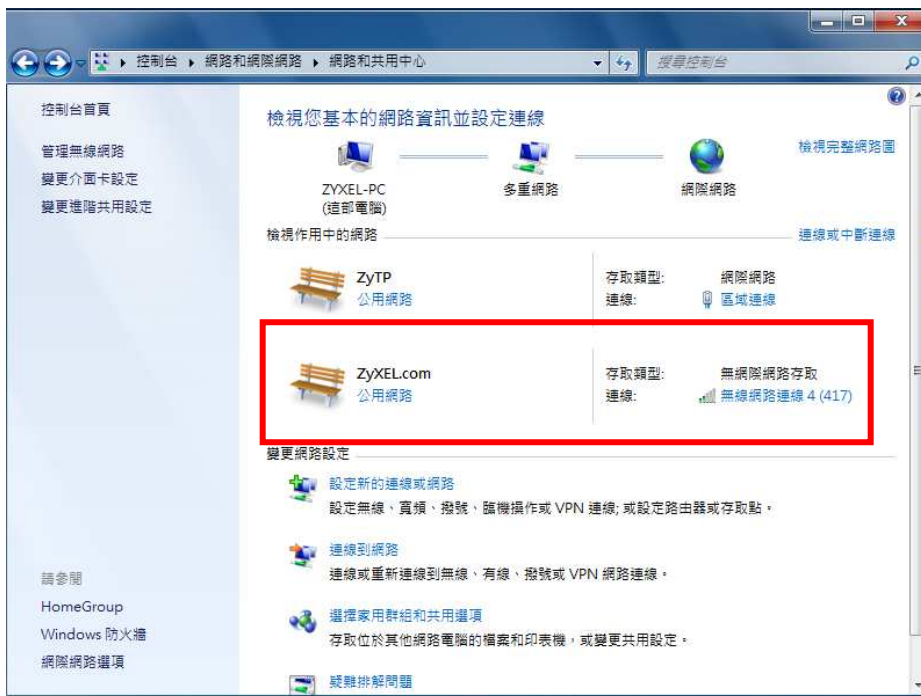 控制台 ▸ 網路和網際網路 ▸ 網路和共用中心
搜尋控制台
控制台首頁
管理無線網路
變更介面卡設定
變更進階共用設定
檢視您基本的網路資訊並設定連線
檢視完整網路圖
ZYXEL-PC
(這部電腦)
多重網路
網際網路
檢視作用中的網路
連線或中斷連線
ZyTP
公用網路
存取類型: 網際網路
連線: 區域連線
ZyXEL.com
公用網路
存取類型: 無網際網路存取
連線: 無線網路連線 4 (417)
變更網路設定
設定新的連線或網路
設定無線、寬頻、撥號、臨機操作或 VPN 連線; 或設定路由器或存取點。
連線到網路
連線或重新連線到無線、有線、撥號或 VPN 網路連線。
選擇家用群組和共用選項
存取位於其他網路電腦的檔案和印表機，或變更共用設定。
疑難排解問題
請參閱
HomeGroup
Windows 防火牆
網際網路選項